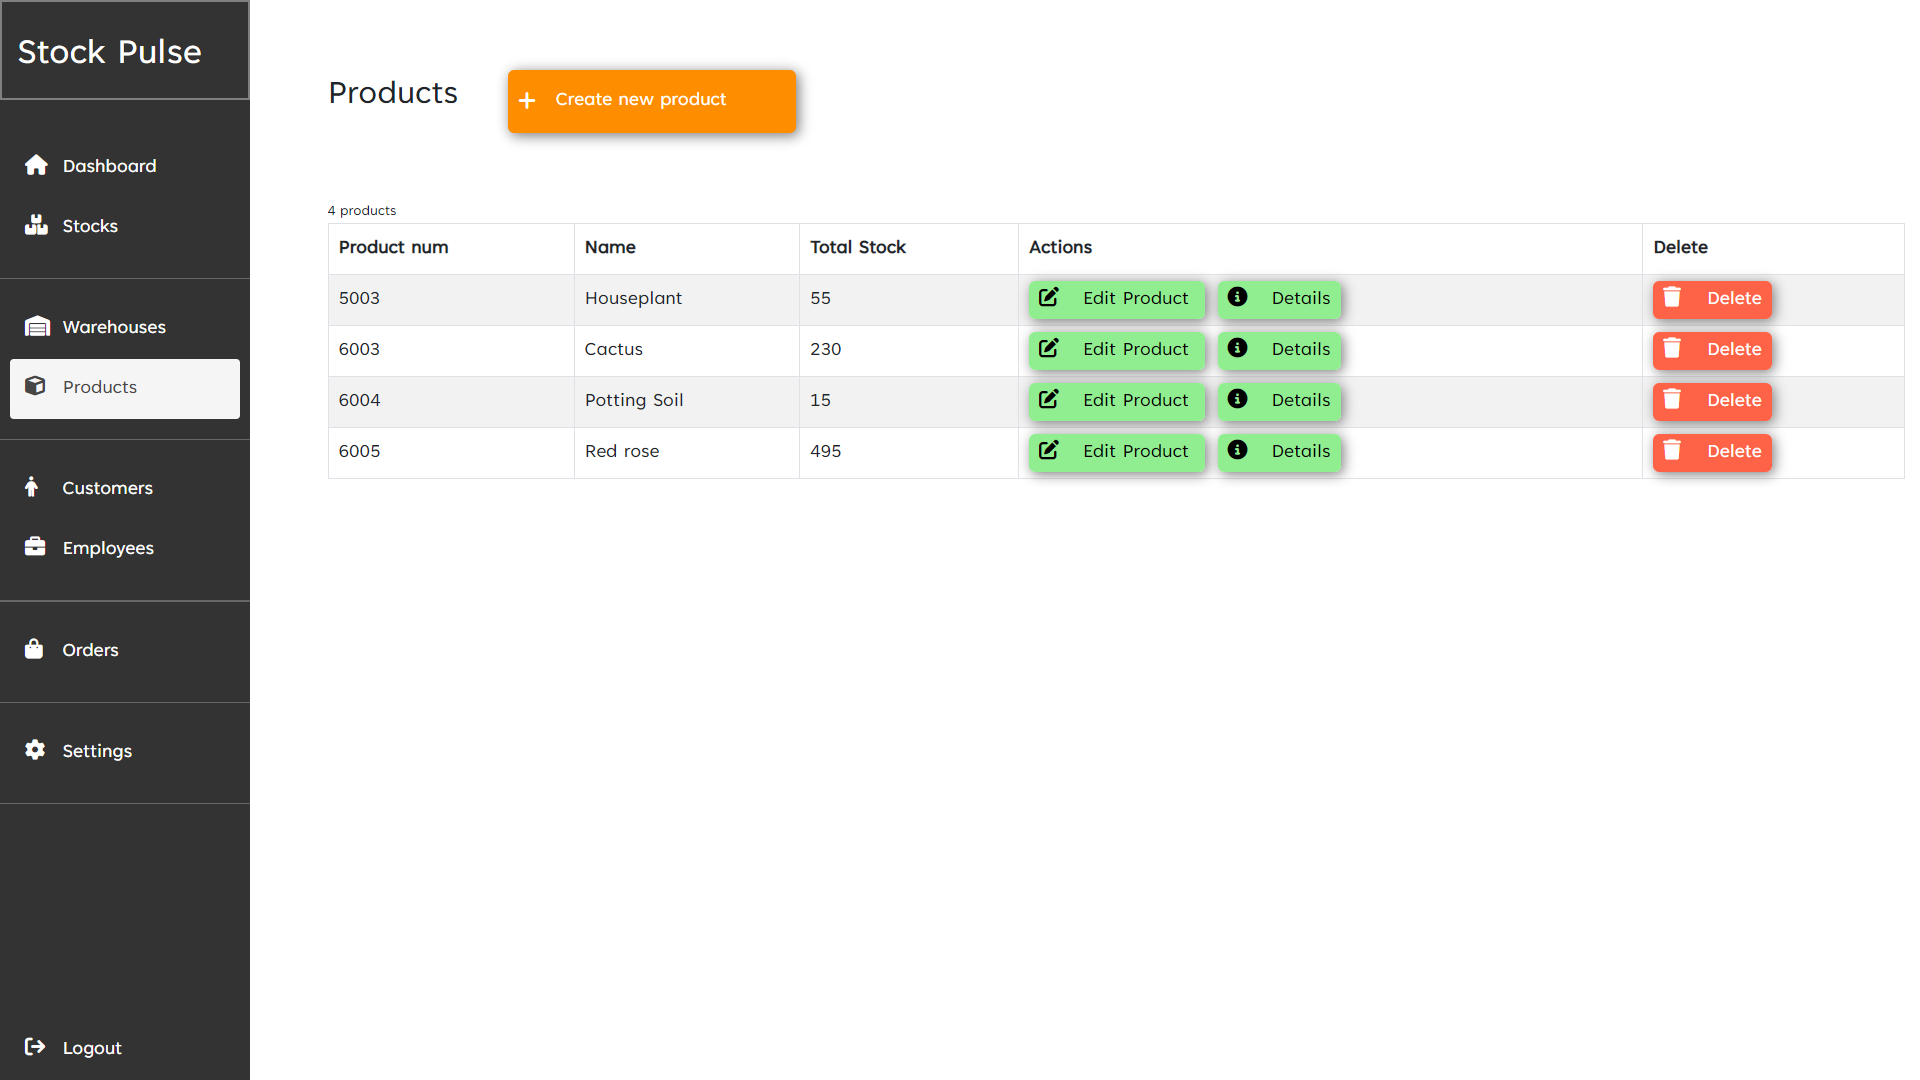 Stock Pulse
Dashboard
Stocks
Warehouses
Products
Customers
Employees
Orders
Settings
Logout
Products
Create new product
4 products
Product num Name Total Stock Actions Delete
5003 Houseplant 55 Edit Product Details Delete
6003 Cactus 230 Edit Product Details Delete
6004 Potting Soil 15 Edit Product Details Delete
6005 Red rose 495 Edit Product Details Delete